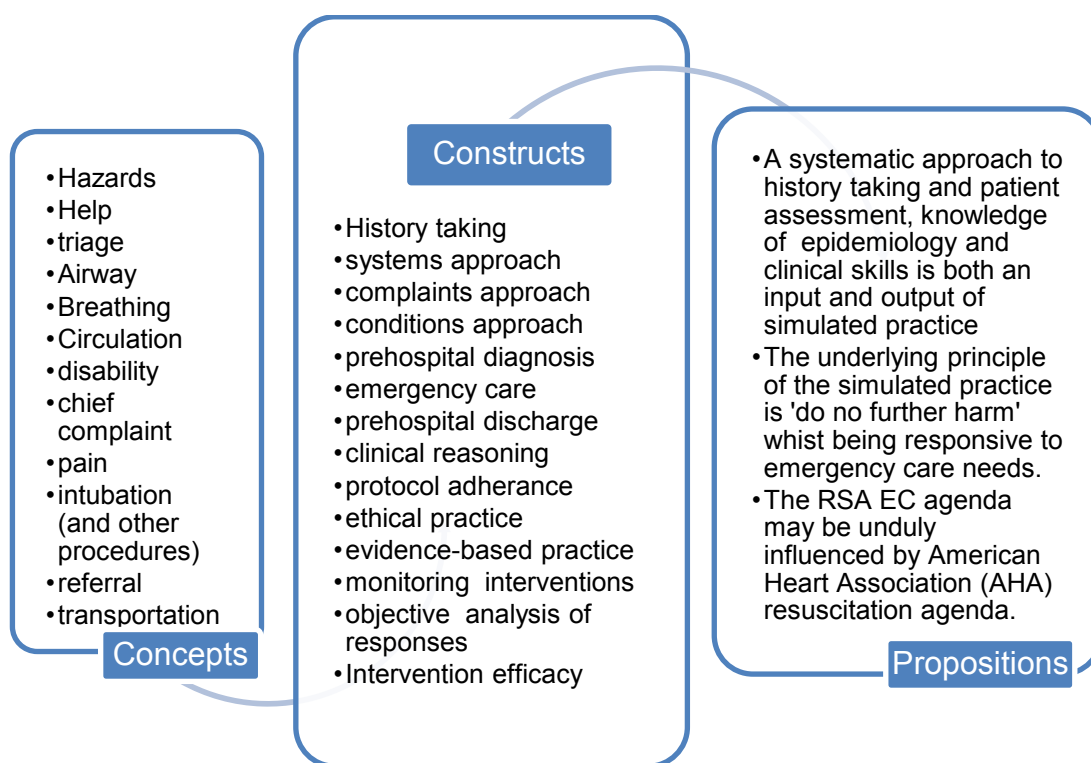 •Hazards
•Help
•triage
•Airway
•Breathing
•Circulation
•disability
•chief
complaint
•pain
•intubation
(and other
procedures)
•referral
•transportation
Concepts
Constructs
•History taking
•systems approach
•complaints approach
•conditions approach
•prehospital diagnosis
•emergency care
•prehospital discharge
•clinical reasoning
•protocol adherance
•ethical practice
•evidence-based practice
•monitoring interventions
•objective analysis of
responses
•Intervention efficacy
•A systematic approach to
history taking and patient
assessment, knowledge
of epidemiology and
clinical skills is both an
input and output of
simulated practice
•The underlying principle
of the simulated practice
is 'do no further harm'
whist being responsive to
emergency care needs.
•The RSA EC agenda
may be unduly
influenced by American
Heart Association (AHA)
resuscitation agenda.
Propositions